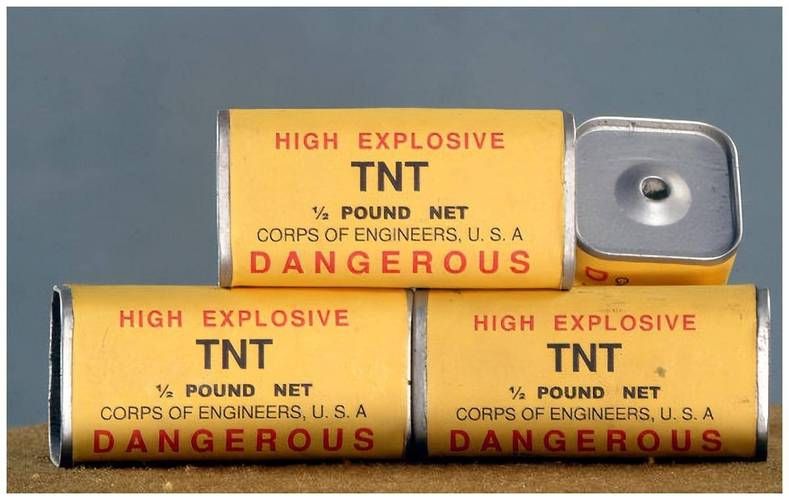 HIGH EXPLOSIVE
TNT
½ POUND NET
CORPS OF ENGINEERS, U. S. A
DANGEROUS
HIGH EXPLOSIVE
TNT
½ POUND NET
CORPS OF ENGINEERS, U. S. A
DANGEROUS
HIGH EXPLOSIVE
TNT
½ POUND NET
CORPS OF ENGINEERS, U. S. A
DANGEROUS